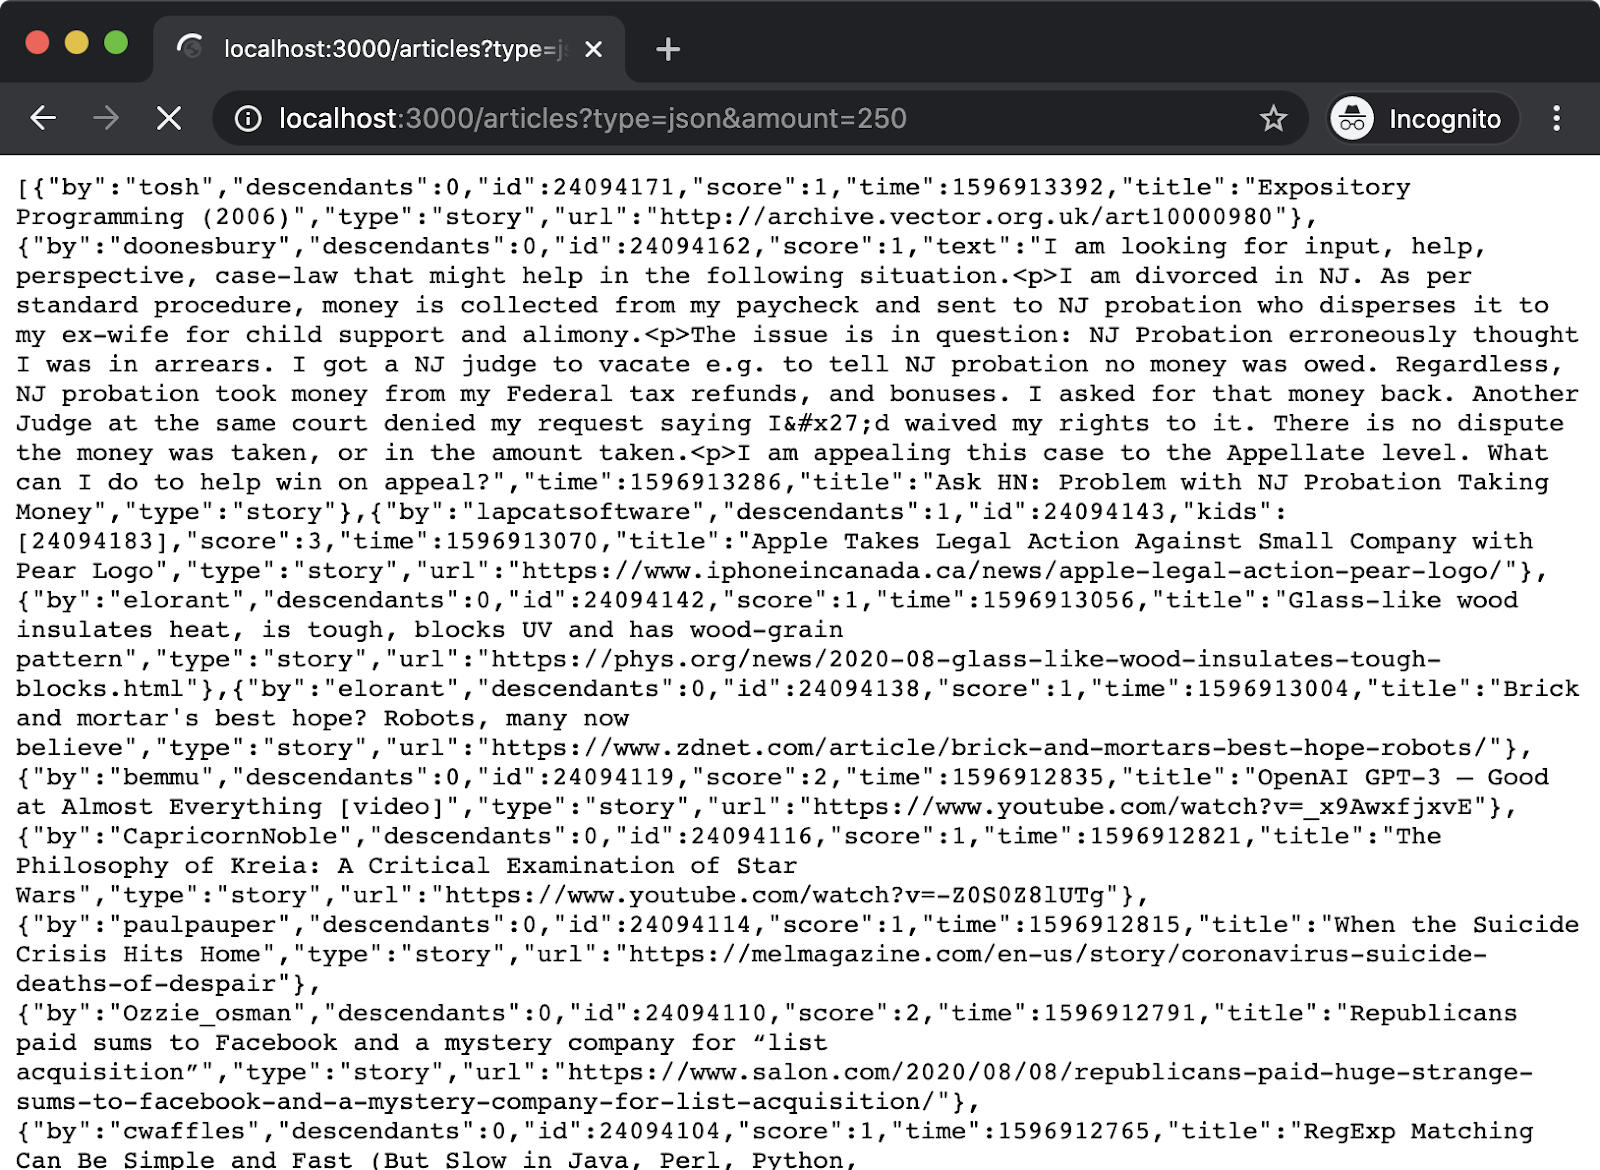 localhost:3000/articles?type=js
localhost:3000/articles?type=json&amount=250
Incognito
[{"by":"tosh","descendants":0,"id":24094171,"score":1,"time":1596913392,"title":"Expository
Programming (2006)","type":"story","url":"http://archive.vector.org.uk/art10000980"},
{"by":"doonesbury","descendants":0,"id":24094162,"score":1,"text":"I am looking for input, help,
perspective, case-law that might help in the following situation.<p>I am divorced in NJ. As per
standard procedure, money is collected from my paycheck and sent to NJ probation who disperses it to
my ex-wife for child support and alimony.<p>The issue is in question: NJ Probation erroneously thought
I was in arrears. I got a NJ judge to vacate e.g. to tell NJ probation no money was owed. Regardless,
NJ probation took money from my Federal tax refunds, and bonuses. I asked for that money back. Another
Judge at the same court denied my request saying I&#x27;d waived my rights to it. There is no dispute
the money was taken, or in the amount taken.<p>I am appealing this case to the Appellate level. What
can I do to help win on appeal?","time":1596913286,"title":"Ask HN: Problem with NJ Probation Taking
Money","type":"story"},{"by":"lapcatsoftware","descendants":1,"id":24094143,"kids":
[24094183],"score":3,"time":1596913070,"title":"Apple Takes Legal Action Against Small Company with
Pear Logo","type":"story","url":"https://www.iphoneincanada.ca/news/apple-legal-action-pear-logo/"},
{"by":"elorant","descendants":0,"id":24094142,"score":1,"time":1596913056,"title":"Glass-like wood
insulates heat, is tough, blocks UV and has wood-grain
pattern","type":"story","url":"https://phys.org/news/2020-08-glass-like-wood-insulates-tough-
blocks.html"},{"by":"elorant","descendants":0,"id":24094138,"score":1,"time":1596913004,"title":"Brick
and mortar's best hope? Robots, many now
believe","type":"story","url":"https://www.zdnet.com/article/brick-and-mortars-best-hope-robots/"},
{"by":"bemmu","descendants":0,"id":24094119,"score":2,"time":1596912835,"title":"OpenAI GPT-3 – Good
at Almost Everything [video]","type":"story","url":"https://www.youtube.com/watch?v=_x9AwxfjxvE"},
{"by":"CapricornNoble","descendants":0,"id":24094116,"score":1,"time":1596912821,"title":"The
Philosophy of Kreia: A Critical Examination of Star
Wars","type":"story","url":"https://www.youtube.com/watch?v=-Z0S0Z8lUTg"},
{"by":"paulpauper","descendants":0,"id":24094114,"score":1,"time":1596912815,"title":"When the Suicide
Crisis Hits Home","type":"story","url":"https://melmagazine.com/en-us/story/coronavirus-suicide-
deaths-of-despair"},
{"by":"Ozzie_osman","descendants":0,"id":24094110,"score":2,"time":1596912791,"title":"Republicans
paid sums to Facebook and a mystery company for “list
acquisition”","type":"story","url":"https://www.salon.com/2020/08/08/republicans-paid-huge-strange-
sums-to-facebook-and-a-mystery-company-for-list-acquisition/"},
{"by":"cwaffles","descendants":0,"id":24094104,"score":1,"time":1596912765,"title":"RegExp Matching
Can Be Simple and Fast (But Slow in Java, Perl, Python,